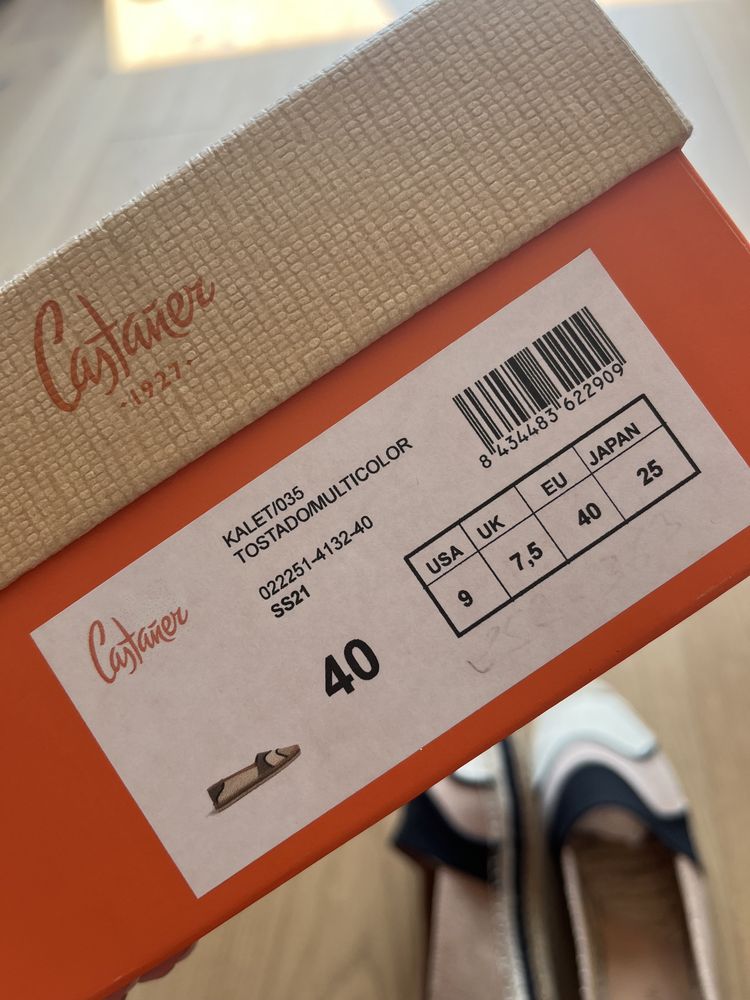 Castañer
·1927·
KALET/035
TOSTADO/MULTICOLOR
022251-4132-40
SS21
8 434483 622909
USA UK EU JAPAN
9 7,5 40 25
Castañer
40